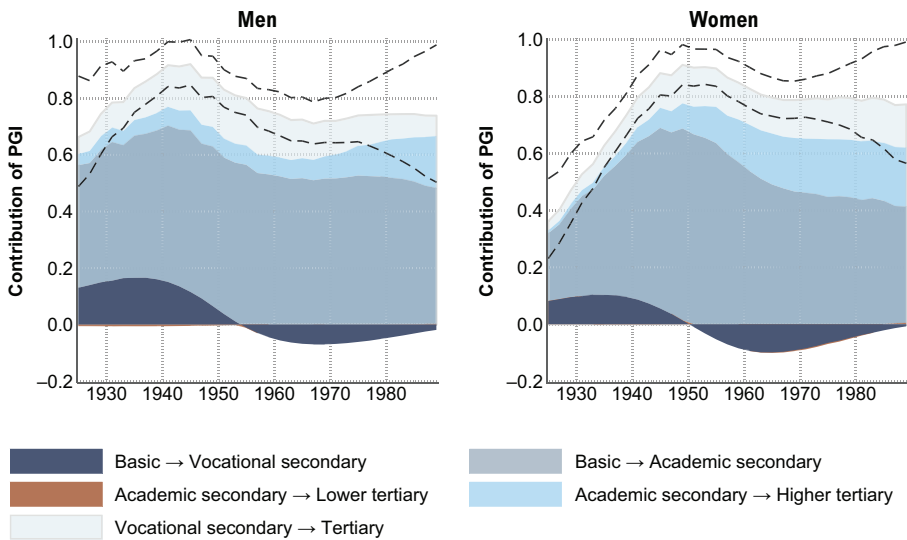 Men
Women
Contribution of PGI
1.0
0.8
0.6
0.4
0.2
0.0
–0.2
1930 1940 1950 1960 1970 1980
Contribution of PGI
1.0
0.8
0.6
0.4
0.2
0.0
–0.2
1930 1940 1950 1960 1970 1980
Basic → Vocational secondary
Basic → Academic secondary
Academic secondary → Lower tertiary
Academic secondary → Higher tertiary
Vocational secondary → Tertiary